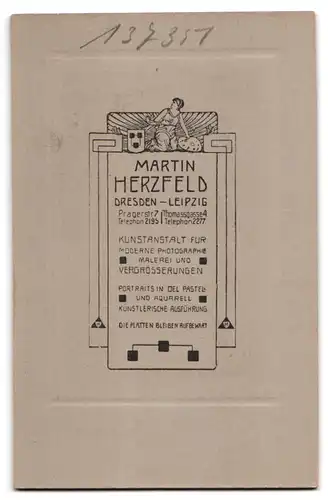 137351
MARTIN
HERZFELD
DRESDEN – LEIPZIG
Pragerstr. 7 Thomasgasse 4
Telephon 2195 Telephon 2277
KUNSTANSTALT FÜR
MODERNE PHOTOGRAPHIE
MALEREI UND
VERGRÖSSERUNGEN
PORTRAITS IN OEL PASTELL
UND AQUARELL
KÜNSTLERISCHE AUSFÜHRUNG
DIE PLATTEN BLEIBEN AUFBEWAHRT